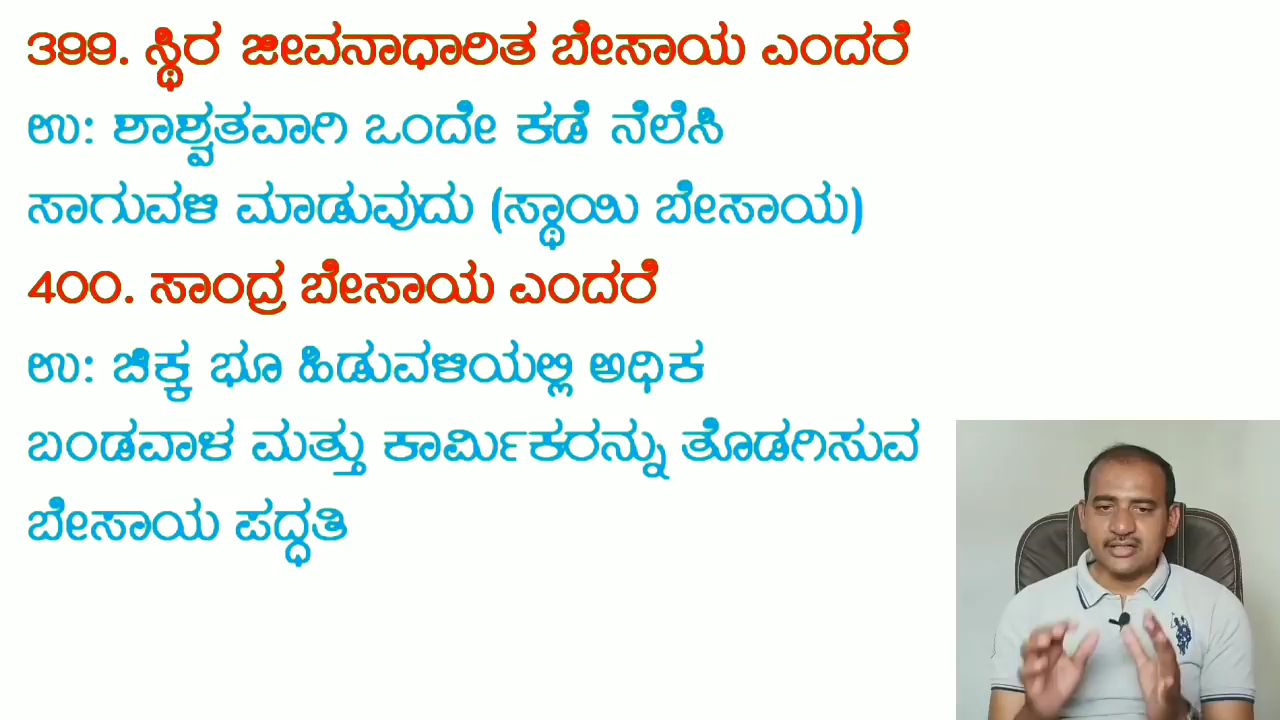 399. ಸ್ಥಿರ ಜೀವನಾಧಾರಿತ ಬೇಸಾಯ ಎಂದರೆ
ಉ: ಶಾಶ್ವತವಾಗಿ ಒಂದೇ ಕಡೆ ನೆಲೆಸಿ
ಸಾಗುವಳಿ ಮಾಡುವುದು (ಸ್ಥಾಯಿ ಬೇಸಾಯ)
400. ಸಾಂದ್ರ ಬೇಸಾಯ ಎಂದರೆ
ಉ: ಚಿಕ್ಕ ಭೂ ಹಿಡುವಳಿಯಲ್ಲಿ ಅಧಿಕ
ಬಂಡವಾಳ ಮತ್ತು ಕಾರ್ಮಿಕರನ್ನು ತೊಡಗಿಸುವ
ಬೇಸಾಯ ಪದ್ಧತಿ